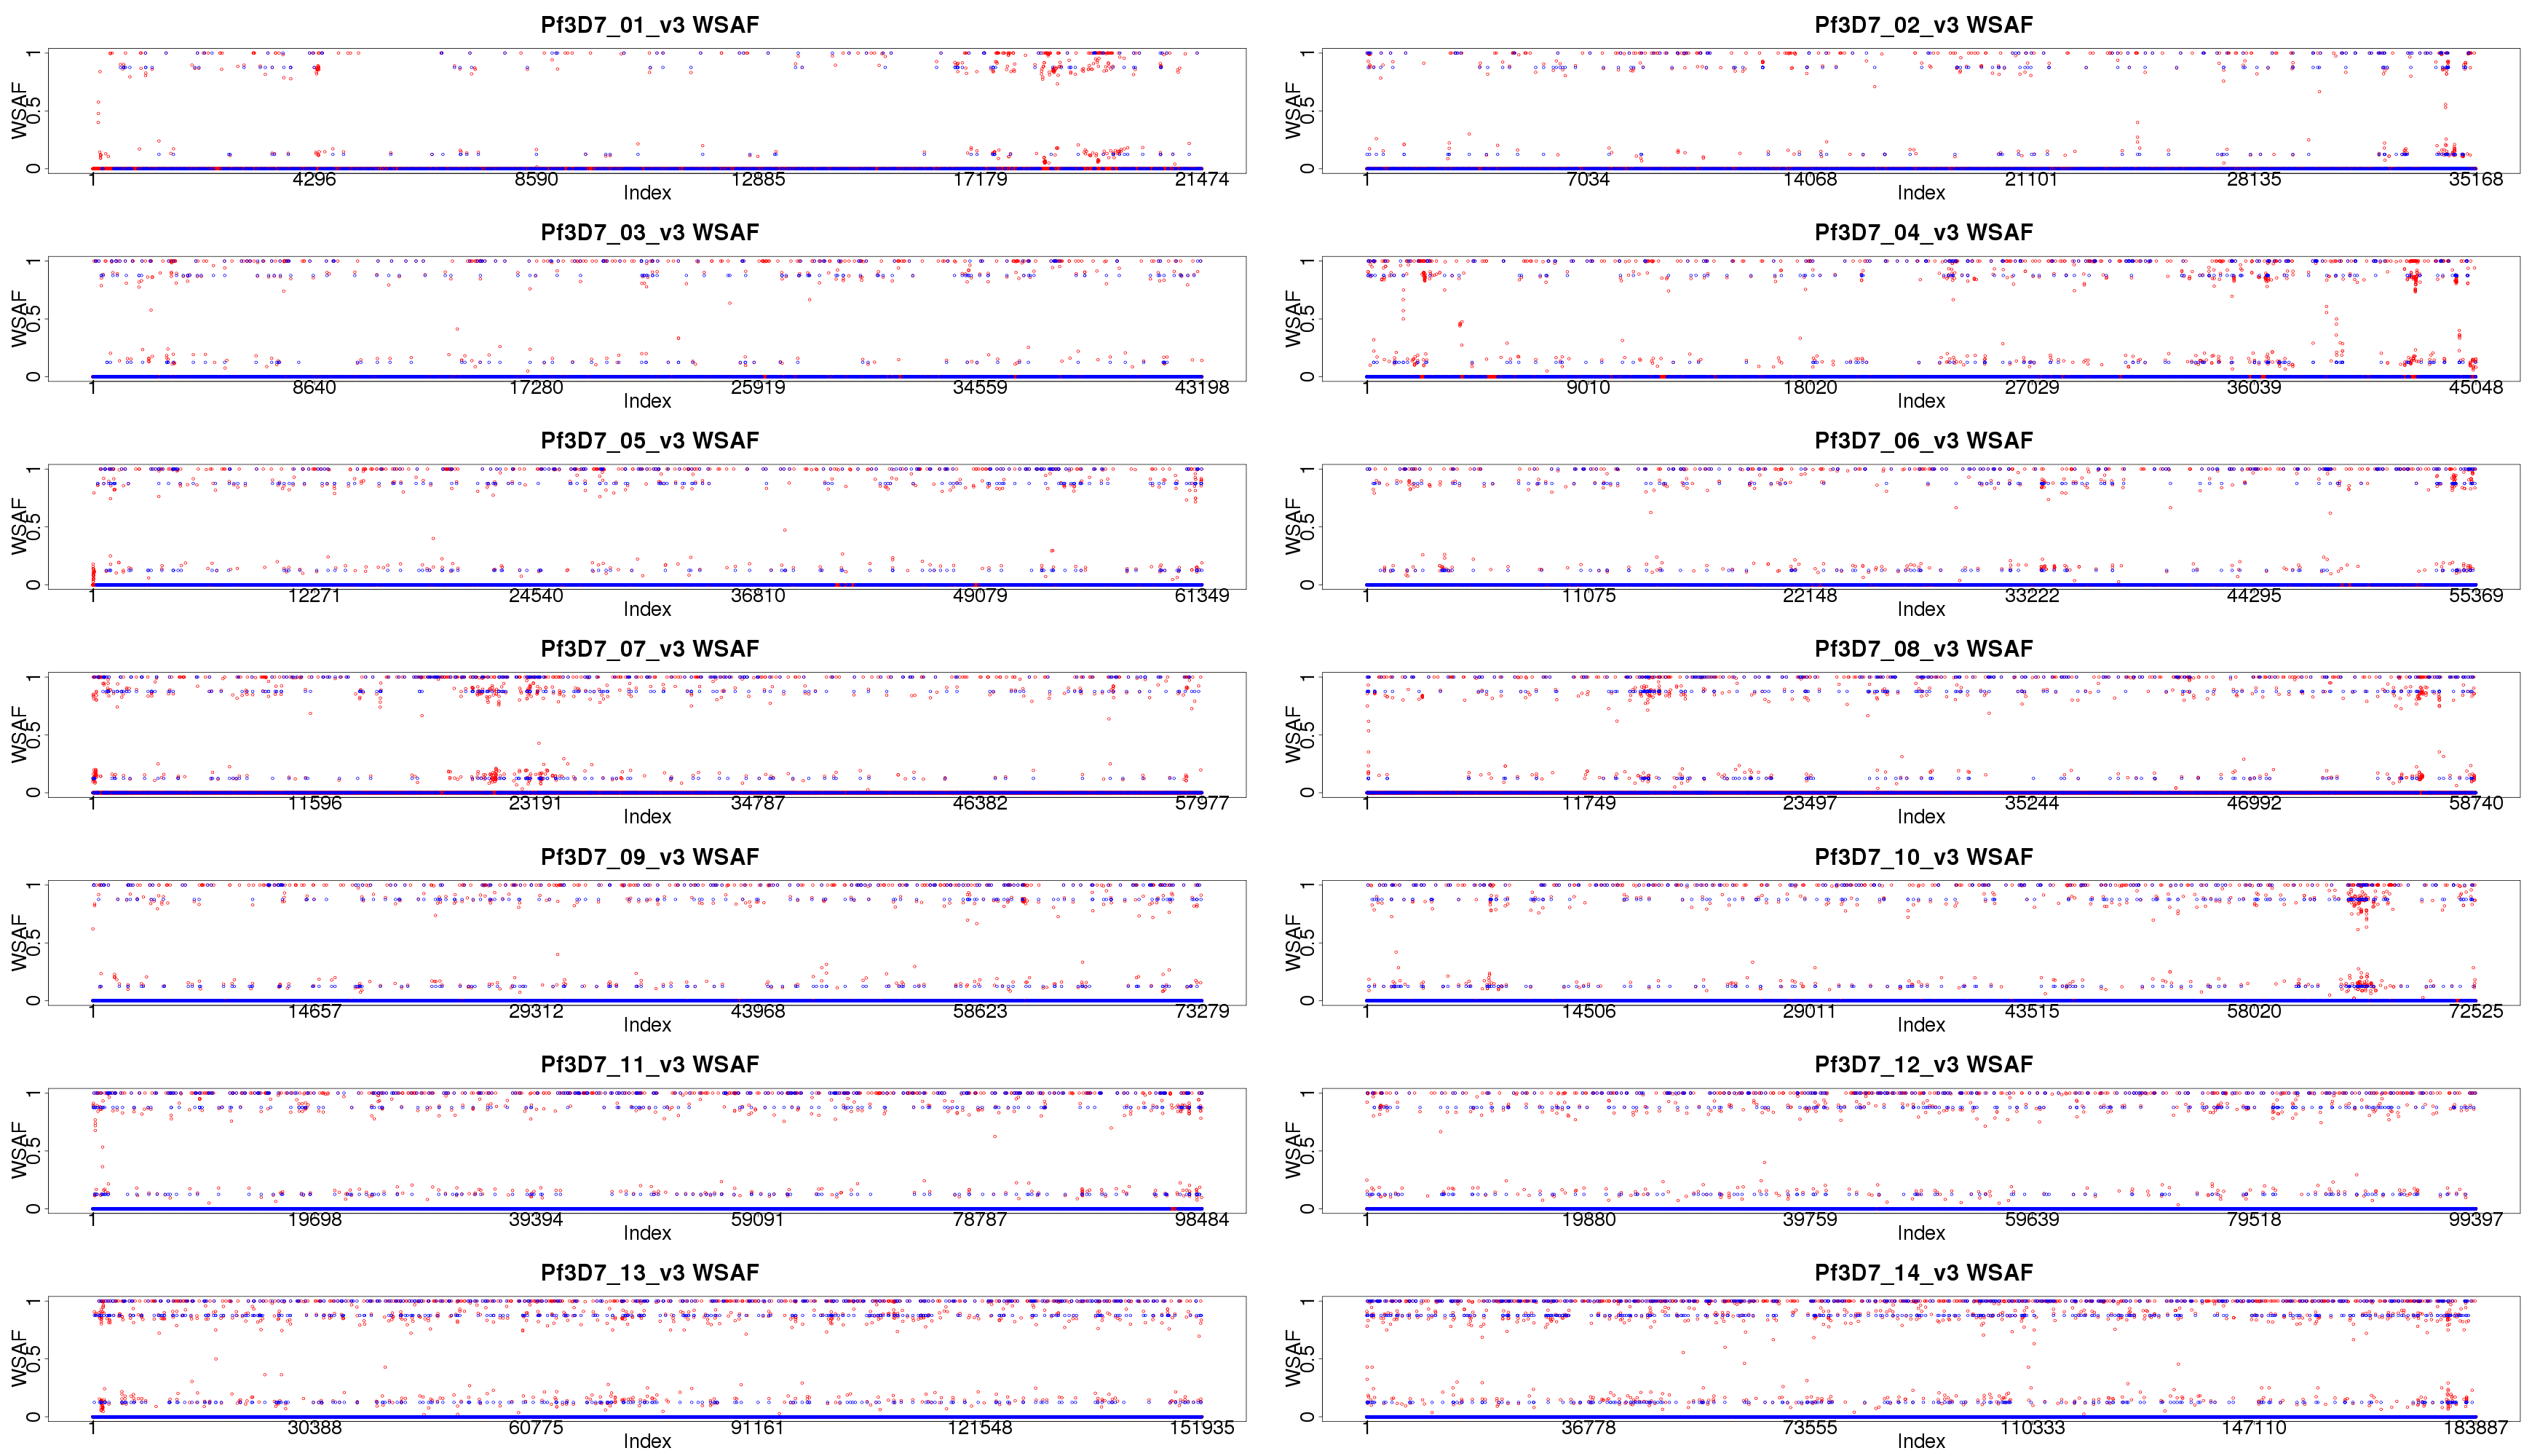 Pf3D7_01_v3 WSAF
WSAF
0 0.5 1
1 4296 8590 12885 17179 21474
Index
Pf3D7_02_v3 WSAF
WSAF
0 0.5 1
1 7034 14068 21101 28135 35168
Index
Pf3D7_03_v3 WSAF
WSAF
0 0.5 1
1 8640 17280 25919 34559 43198
Index
Pf3D7_04_v3 WSAF
WSAF
0 0.5 1
1 9010 18020 27029 36039 45048
Index
Pf3D7_05_v3 WSAF
WSAF
0 0.5 1
1 12271 24540 36810 49079 61349
Index
Pf3D7_06_v3 WSAF
WSAF
0 0.5 1
1 11075 22148 33222 44295 55369
Index
Pf3D7_07_v3 WSAF
WSAF
0 0.5 1
1 11596 23191 34787 46382 57977
Index
Pf3D7_08_v3 WSAF
WSAF
0 0.5 1
1 11749 23497 35244 46992 58740
Index
Pf3D7_09_v3 WSAF
WSAF
0 0.5 1
1 14657 29312 43968 58623 73279
Index
Pf3D7_10_v3 WSAF
WSAF
0 0.5 1
1 14506 29011 43515 58020 72525
Index
Pf3D7_11_v3 WSAF
WSAF
0 0.5 1
1 19698 39394 59091 78787 98484
Index
Pf3D7_12_v3 WSAF
WSAF
0 0.5 1
1 19880 39759 59639 79518 99397
Index
Pf3D7_13_v3 WSAF
WSAF
0 0.5 1
1 30388 60775 91161 121548 151935
Index
Pf3D7_14_v3 WSAF
WSAF
0 0.5 1
1 36778 73555 110333 147110 183887
Index